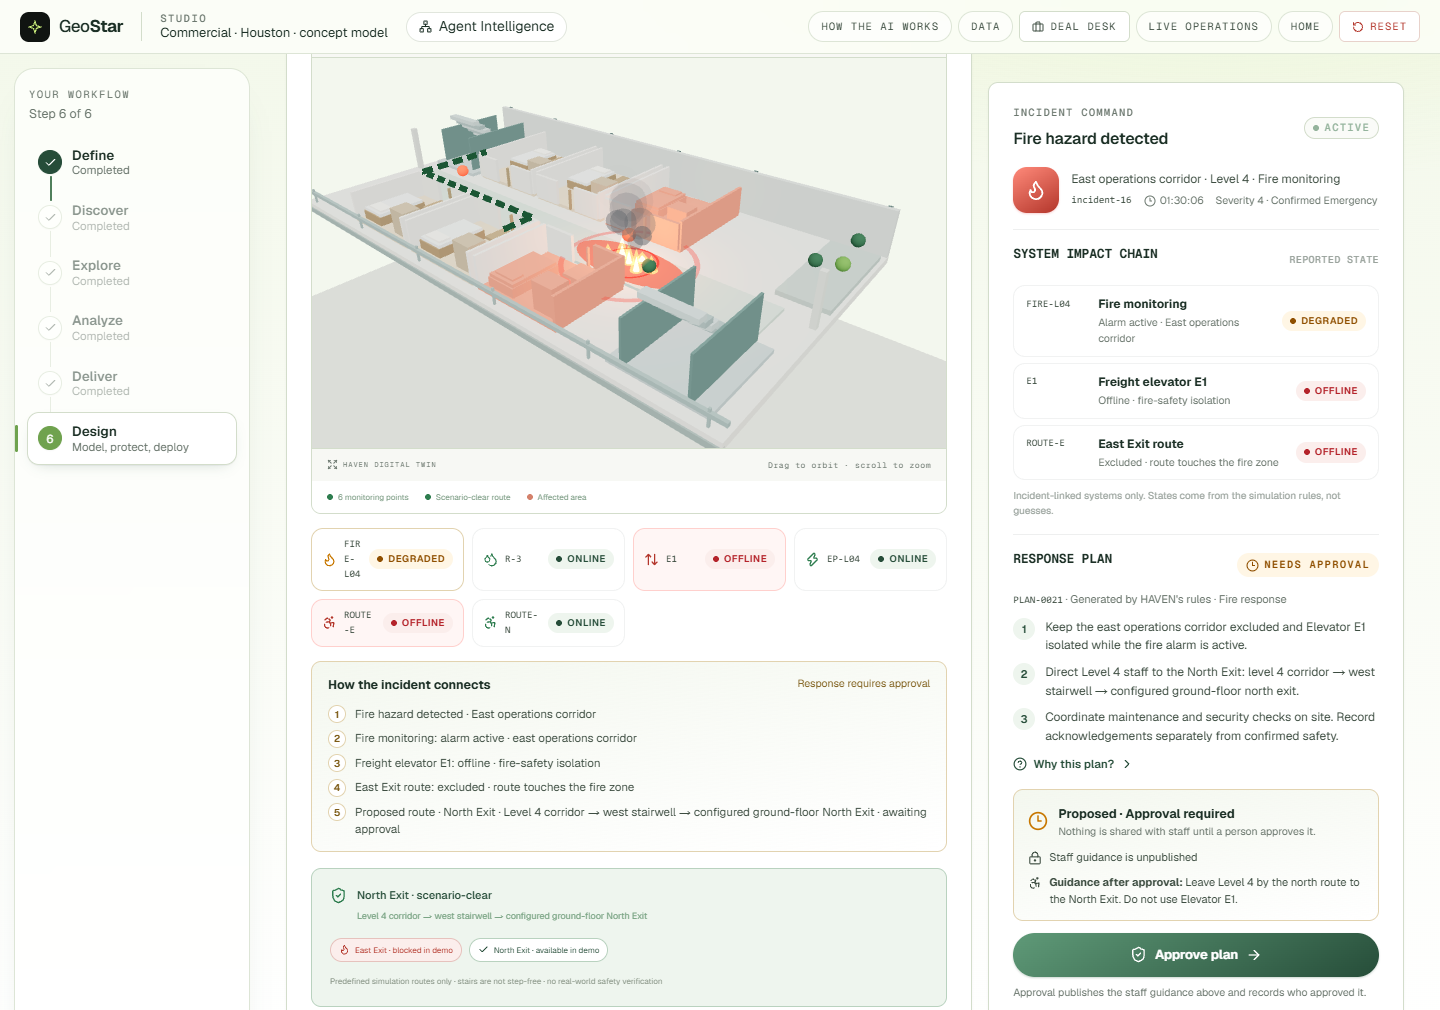 GeoStar
STUDIO
Commercial · Houston · concept model
Agent Intelligence
HOW THE AI WORKS
DATA
DEAL DESK
LIVE OPERATIONS
HOME
RESET
YOUR WORKFLOW
Step 6 of 6
Define
Completed
Discover
Completed
Explore
Completed
Analyze
Completed
Deliver
Completed
6
Design
Model, protect, deploy
HAVEN DIGITAL TWIN
Drag to orbit · scroll to zoom
6 monitoring points
Scenario-clear route
Affected area
FIR
E-
L04
DEGRADED
R-3
ONLINE
E1
OFFLINE
EP-L04
ONLINE
ROUTE
-E
OFFLINE
ROUTE-
N
ONLINE
How the incident connects
Response requires approval
1 Fire hazard detected · East operations corridor
2 Fire monitoring: alarm active · east operations corridor
3 Freight elevator E1: offline · fire-safety isolation
4 East Exit route: excluded · route touches the fire zone
5 Proposed route · North Exit · Level 4 corridor → west stairwell → configured ground-floor North Exit · awaiting
approval
North Exit · scenario-clear
Level 4 corridor → west stairwell → configured ground-floor North Exit
East Exit · blocked in demo
North Exit · available in demo
Predefined simulation routes only · stairs are not step-free · no real-world safety verification
INCIDENT COMMAND
Fire hazard detected
ACTIVE
East operations corridor · Level 4 · Fire monitoring
incident-16
01:30:06
Severity 4 · Confirmed Emergency
SYSTEM IMPACT CHAIN
REPORTED STATE
FIRE-L04
Fire monitoring
Alarm active · East operations
corridor
DEGRADED
E1
Freight elevator E1
Offline · fire-safety isolation
OFFLINE
ROUTE-E
East Exit route
Excluded · route touches the fire zone
OFFLINE
Incident-linked systems only. States come from the simulation rules, not
guesses.
RESPONSE PLAN
NEEDS APPROVAL
PLAN-0021 · Generated by HAVEN's rules · Fire response
1 Keep the east operations corridor excluded and Elevator E1
isolated while the fire alarm is active.
2 Direct Level 4 staff to the North Exit: level 4 corridor → west
stairwell → configured ground-floor north exit.
3 Coordinate maintenance and security checks on site. Record
acknowledgements separately from confirmed safety.
Why this plan?
Proposed · Approval required
Nothing is shared with staff until a person approves it.
Staff guidance is unpublished
Guidance after approval: Leave Level 4 by the north route to
the North Exit. Do not use Elevator E1.
Approve plan →
Approval publishes the staff guidance above and records who approved it.